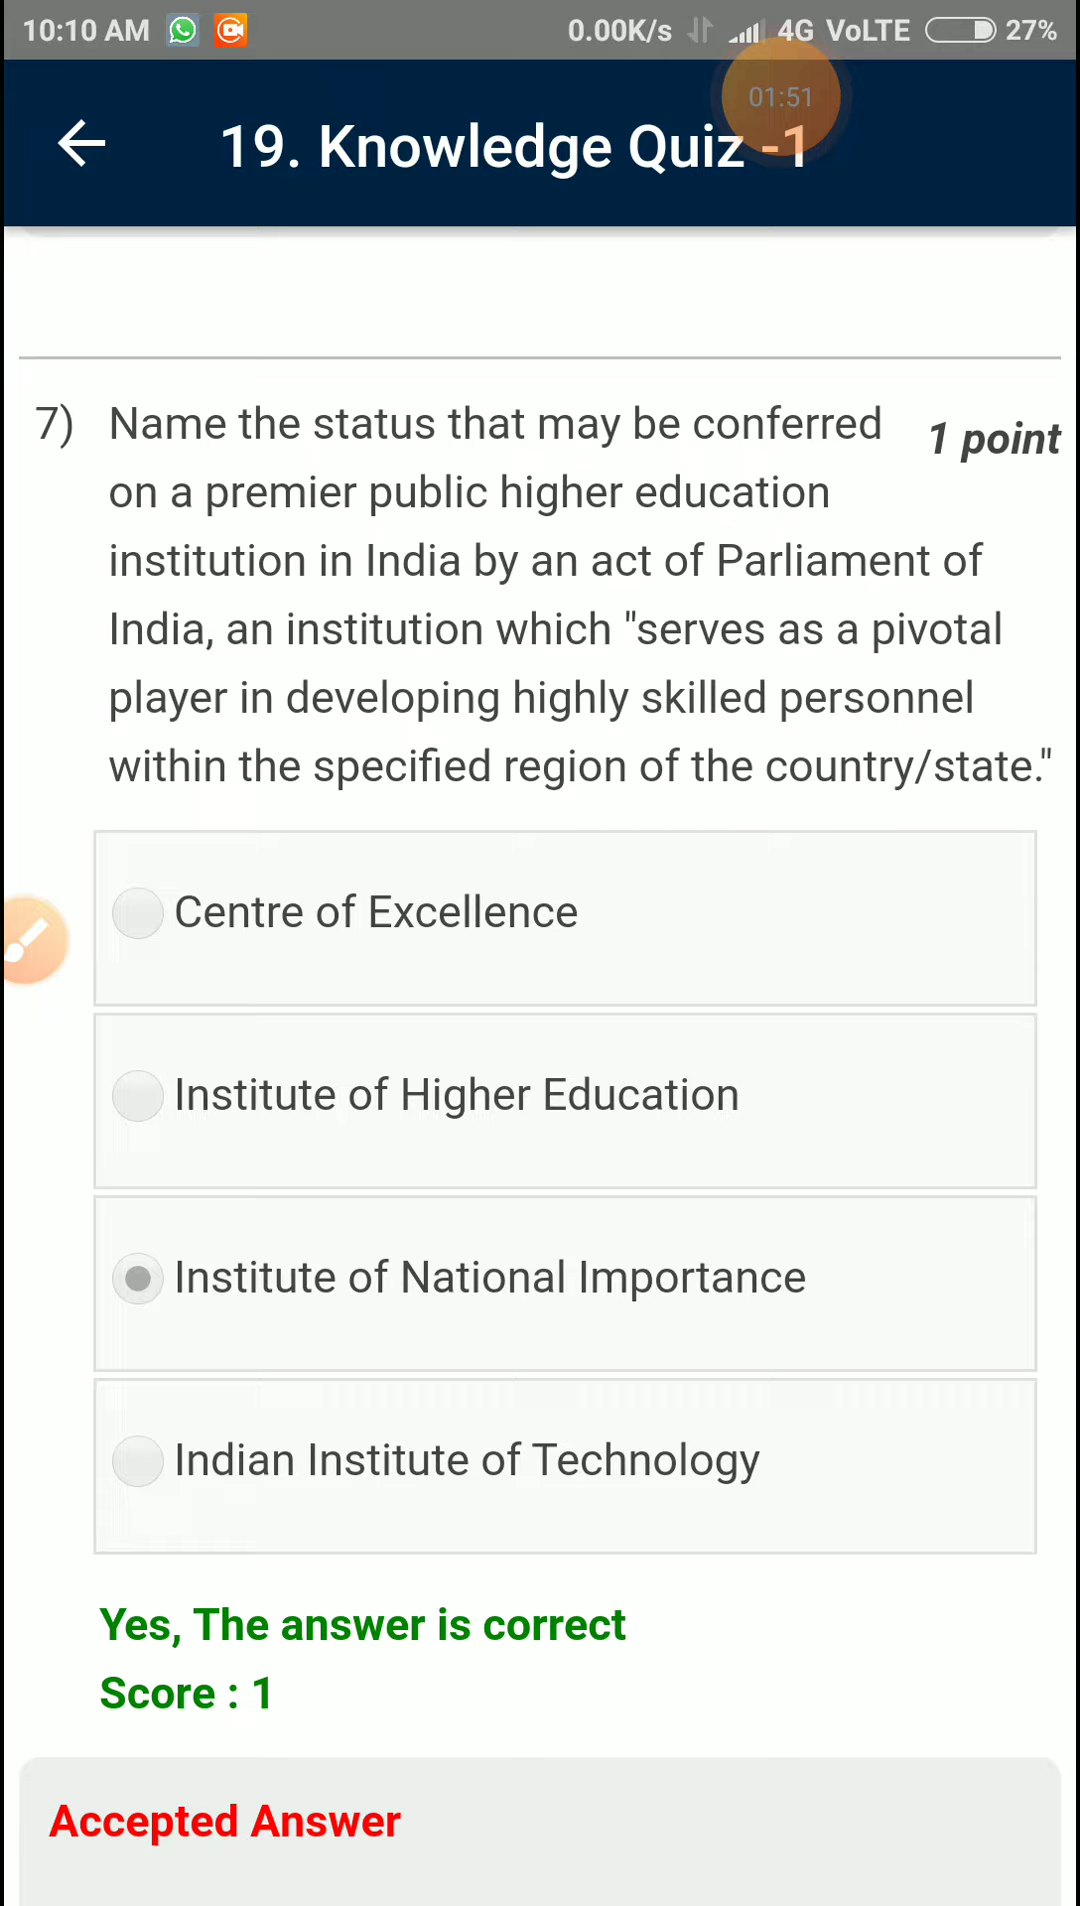 10:10 AM 0.00K/s 4G VoLTE 27%
01:51
19. Knowledge Quiz -1
7) Name the status that may be conferred 1 point
on a premier public higher education
institution in India by an act of Parliament of
India, an institution which "serves as a pivotal
player in developing highly skilled personnel
within the specified region of the country/state."
Centre of Excellence
Institute of Higher Education
Institute of National Importance
Indian Institute of Technology
Yes, The answer is correct
Score : 1
Accepted Answer